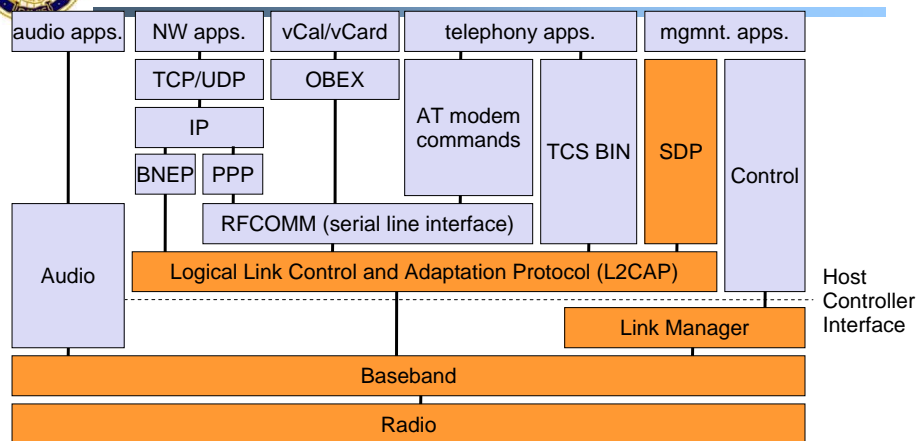 audio apps.
NW apps.
vCal/vCard
telephony apps.
mgmnt. apps.
TCP/UDP
OBEX
AT modem
commands
TCS BIN
SDP
Control
IP
BNEP
PPP
RFCOMM (serial line interface)
Audio
Logical Link Control and Adaptation Protocol (L2CAP)
Host
Controller
Interface
Link Manager
Baseband
Radio